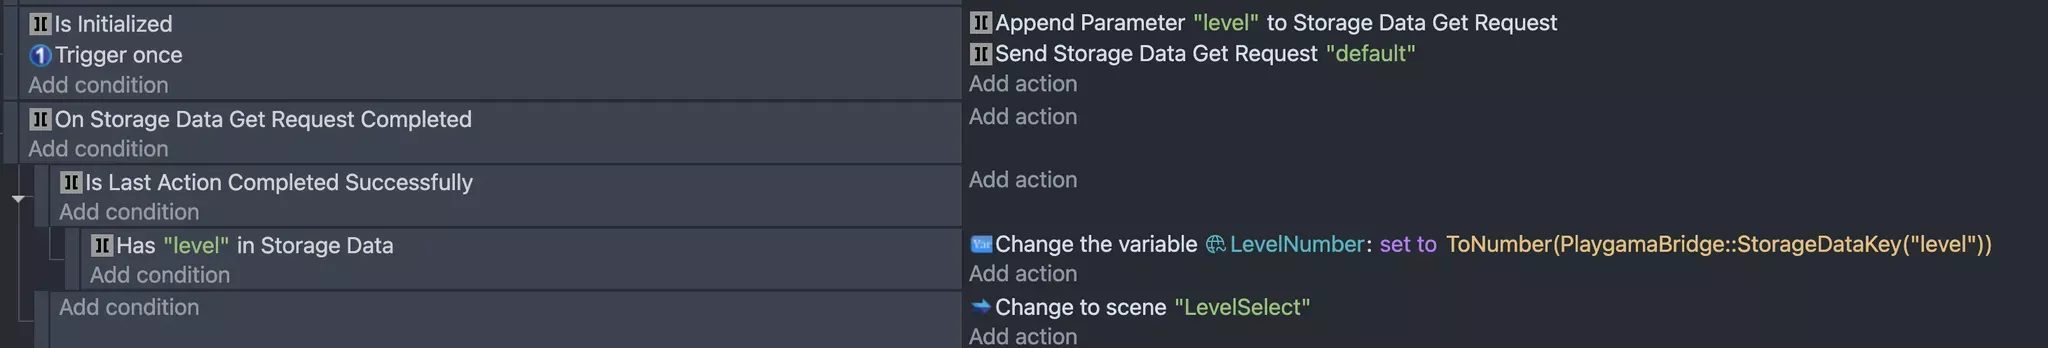 Is Initialized
Append Parameter "level" to Storage Data Get Request
Trigger once
Send Storage Data Get Request "default"
Add condition
Add action
On Storage Data Get Request Completed
Add action
Add condition
Is Last Action Completed Successfully
Add action
Add condition
Has "level" in Storage Data
Var Change the variable LevelNumber: set to ToNumber(PlaygamaBridge::StorageDataKey("level"))
Add condition
Add action
Add condition
Change to scene "LevelSelect"
Add action